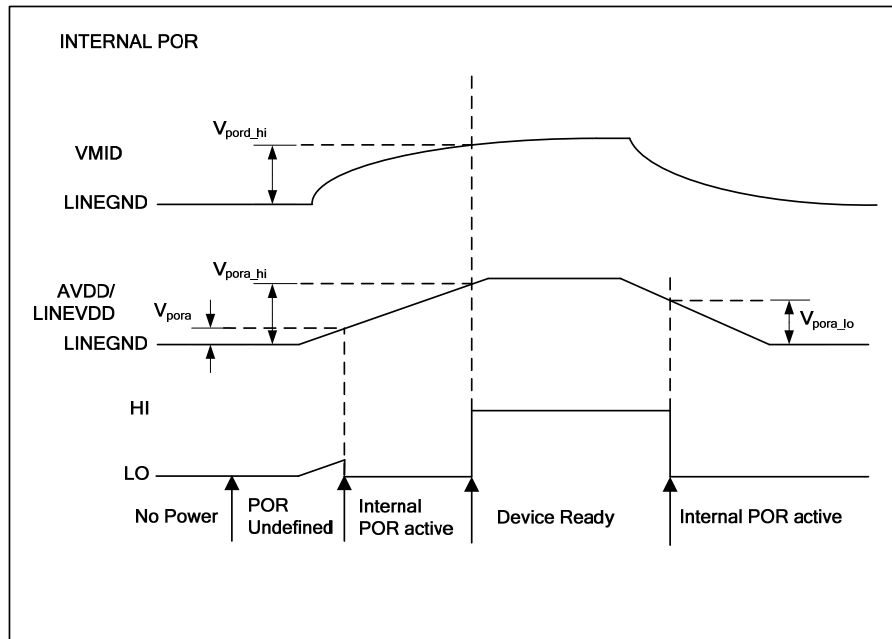 INTERNAL POR
Vpord_hi
VMID
LINEGND
Vpora_hi
AVDD/
LINEVDD
Vpora
LINEGND
Vpora_lo
HI
LO
No Power
POR
Undefined
Internal
POR active
Device Ready
Internal POR active